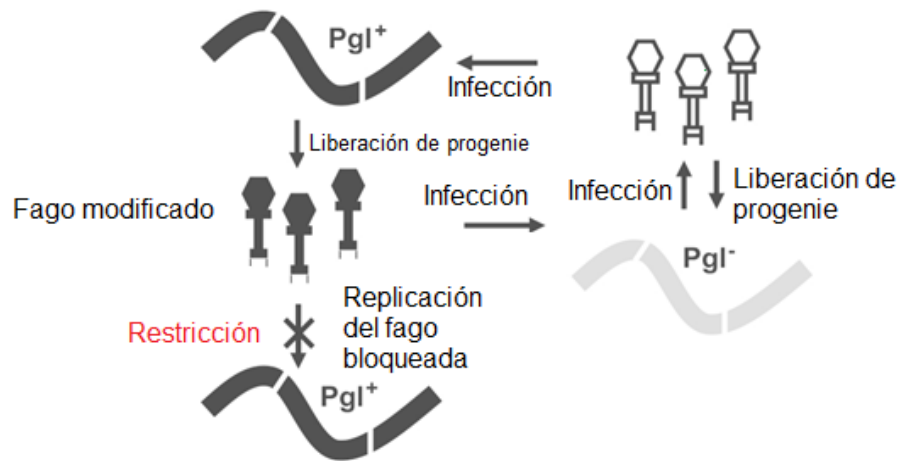 Pgl⁺
Infección
Liberación de progenie
Fago modificado
Infección
Infección
Liberación de
progenie
Pgl⁻
Restricción
Replicación
del fago
bloqueada
Pgl⁺